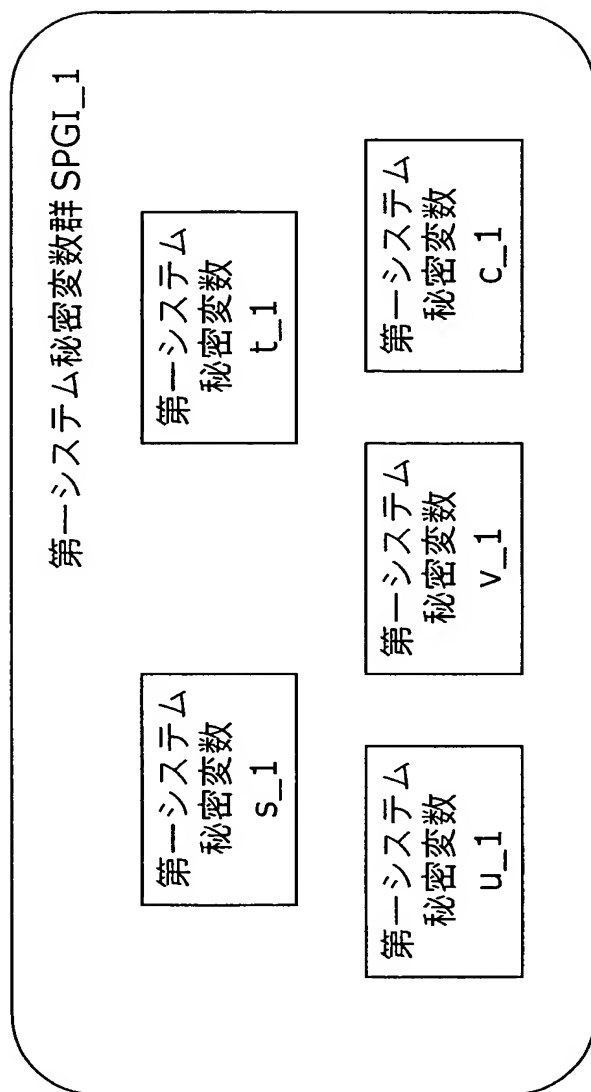 第一システム秘密変数群 SPGI_1
第一システム
秘密変数
s_1
第一システム
秘密変数
t_1
第一システム
秘密変数
u_1
第一システム
秘密変数
v_1
第一システム
秘密変数
c_1